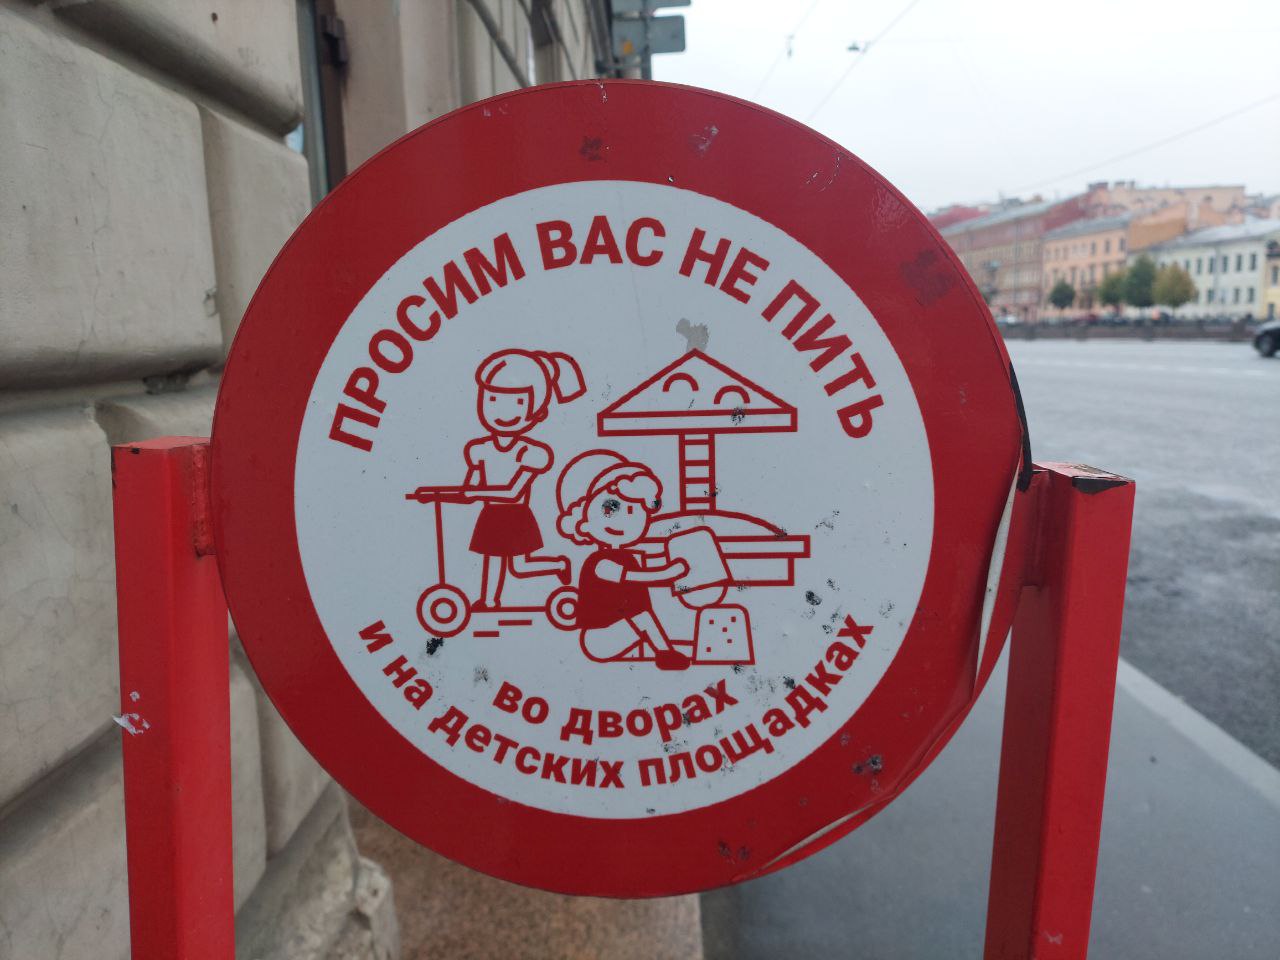 ПРОСИМ ВАС НЕ ПИТЬ
во дворах
и на детских площадках